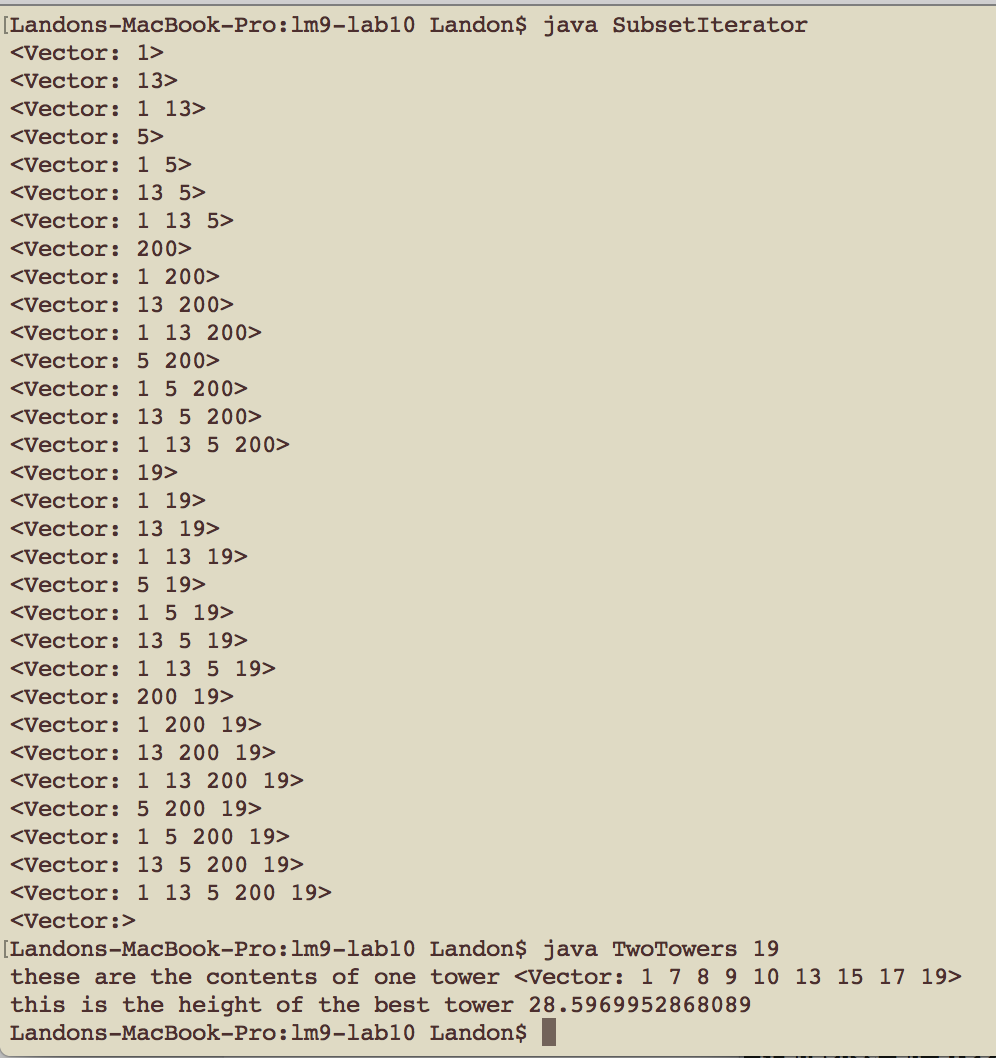 [Landons-MacBook-Pro:lm9-lab10 Landon$ java SubsetIterator
<Vector: 1>
<Vector: 13>
<Vector: 1 13>
<Vector: 5>
<Vector: 1 5>
<Vector: 13 5>
<Vector: 1 13 5>
<Vector: 200>
<Vector: 1 200>
<Vector: 13 200>
<Vector: 1 13 200>
<Vector: 5 200>
<Vector: 1 5 200>
<Vector: 13 5 200>
<Vector: 1 13 5 200>
<Vector: 19>
<Vector: 1 19>
<Vector: 13 19>
<Vector: 1 13 19>
<Vector: 5 19>
<Vector: 1 5 19>
<Vector: 13 5 19>
<Vector: 1 13 5 19>
<Vector: 200 19>
<Vector: 1 200 19>
<Vector: 13 200 19>
<Vector: 1 13 200 19>
<Vector: 5 200 19>
<Vector: 1 5 200 19>
<Vector: 13 5 200 19>
<Vector: 1 13 5 200 19>
<Vector:>
[Landons-MacBook-Pro:lm9-lab10 Landon$ java TwoTowers 19
these are the contents of one tower <Vector: 1 7 8 9 10 13 15 17 19>
this is the height of the best tower 28.5969952868089
Landons-MacBook-Pro:lm9-lab10 Landon$